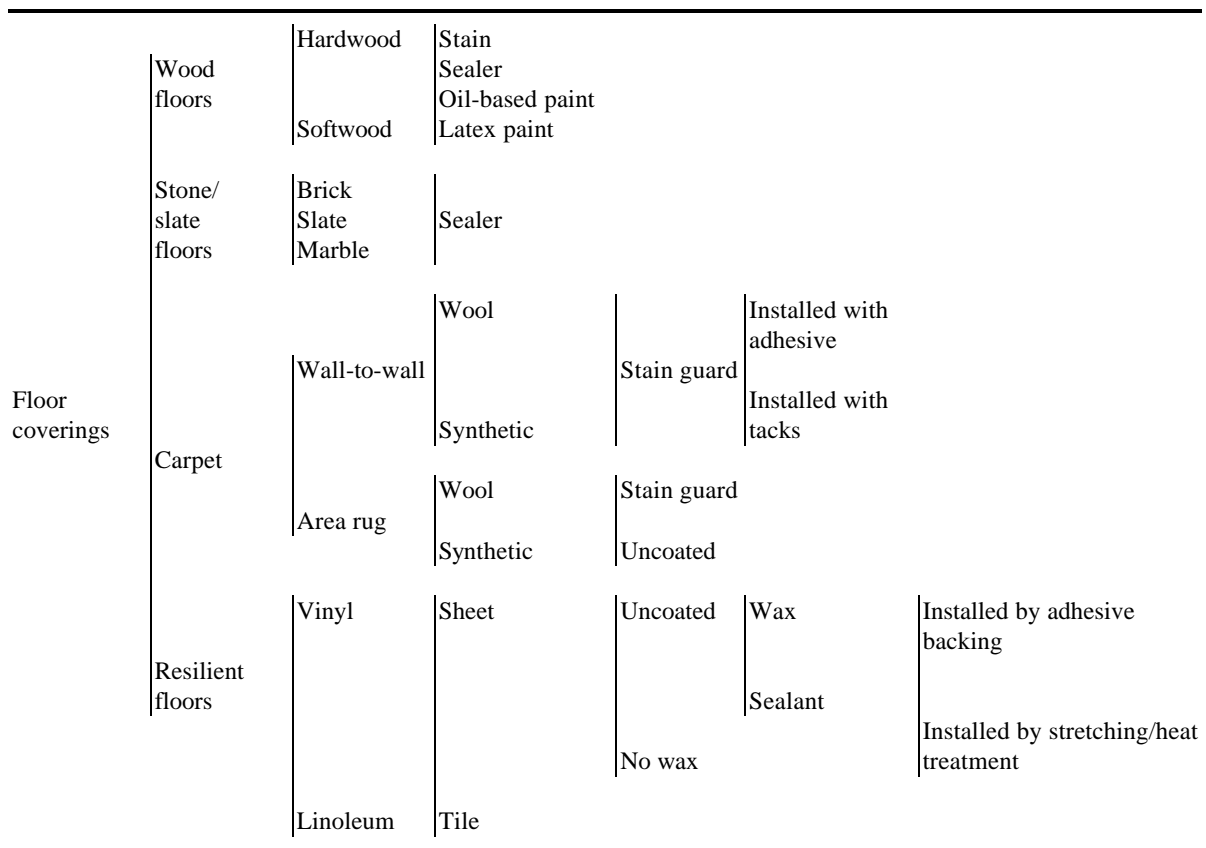 Hardwood Stain
Wood Sealer
floors Oil-based paint
Softwood Latex paint
Stone/ Brick
slate Slate Sealer
floors Marble
Wool Installed with
adhesive
Wall-to-wall Stain guard
Floor Installed with
coverings Synthetic tacks
Carpet
Wool Stain guard
Area rug
Synthetic Uncoated
Vinyl Sheet Uncoated Wax Installed by adhesive
backing
Resilient
floors Sealant
Installed by stretching/heat
No wax treatment
Linoleum Tile